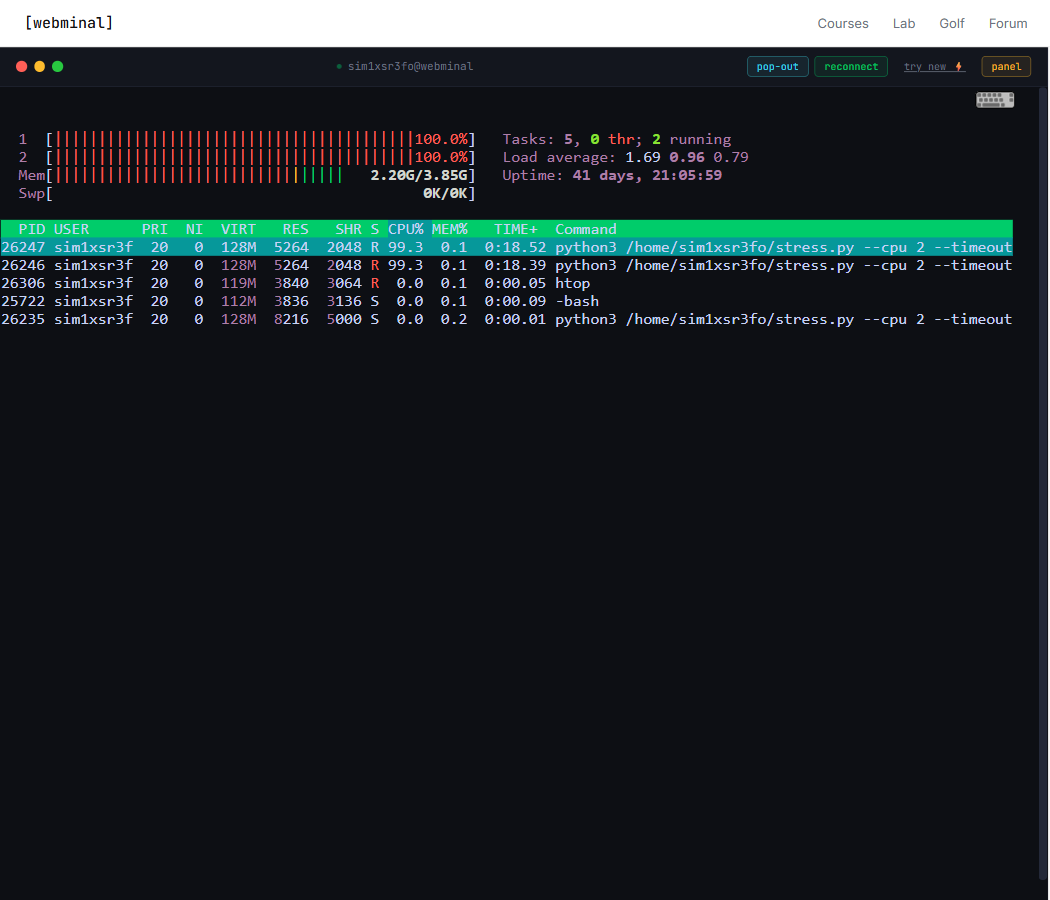 [webminal]
Courses Lab Golf Forum
sim1xsr3fo@webminal
pop-out reconnect try new panel
1 [||||||||||||||||||||||||||||||||||||||||100.0%] Tasks: 5, 0 thr; 2 running
2 [||||||||||||||||||||||||||||||||||||||||100.0%] Load average: 1.69 0.96 0.79
Mem[||||||||||||||||||||||||||||||||| 2.20G/3.85G] Uptime: 41 days, 21:05:59
Swp[ 0K/0K]
PID USER PRI NI VIRT RES SHR S CPU% MEM% TIME+ Command
26247 sim1xsr3f 20 0 128M 5264 2048 R 99.3 0.1 0:18.52 python3 /home/sim1xsr3fo/stress.py --cpu 2 --timeout
26246 sim1xsr3f 20 0 128M 5264 2048 R 99.3 0.1 0:18.39 python3 /home/sim1xsr3fo/stress.py --cpu 2 --timeout
26306 sim1xsr3f 20 0 119M 3840 3064 R 0.0 0.1 0:00.05 htop
25722 sim1xsr3f 20 0 112M 3836 3136 S 0.0 0.1 0:00.09 -bash
26235 sim1xsr3f 20 0 128M 8216 5000 S 0.0 0.2 0:00.01 python3 /home/sim1xsr3fo/stress.py --cpu 2 --timeout